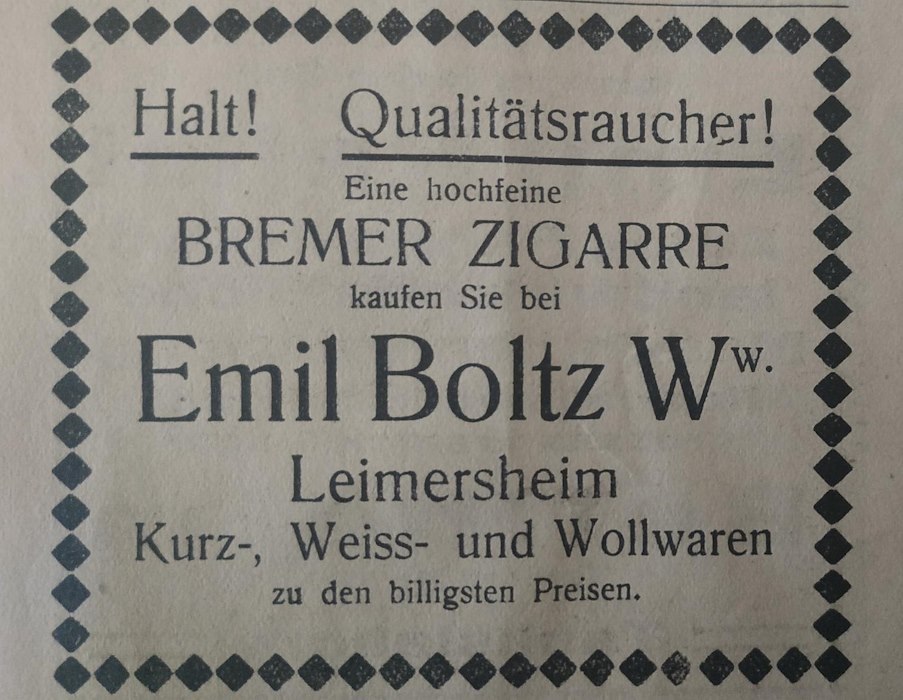 Halt! Qualitätsraucher!
Eine hochfeine
BREMER ZIGARRE
kaufen Sie bei
Emil Boltz Ww.
Leimersheim
Kurz-, Weiss- und Wollwaren
zu den billigsten Preisen.